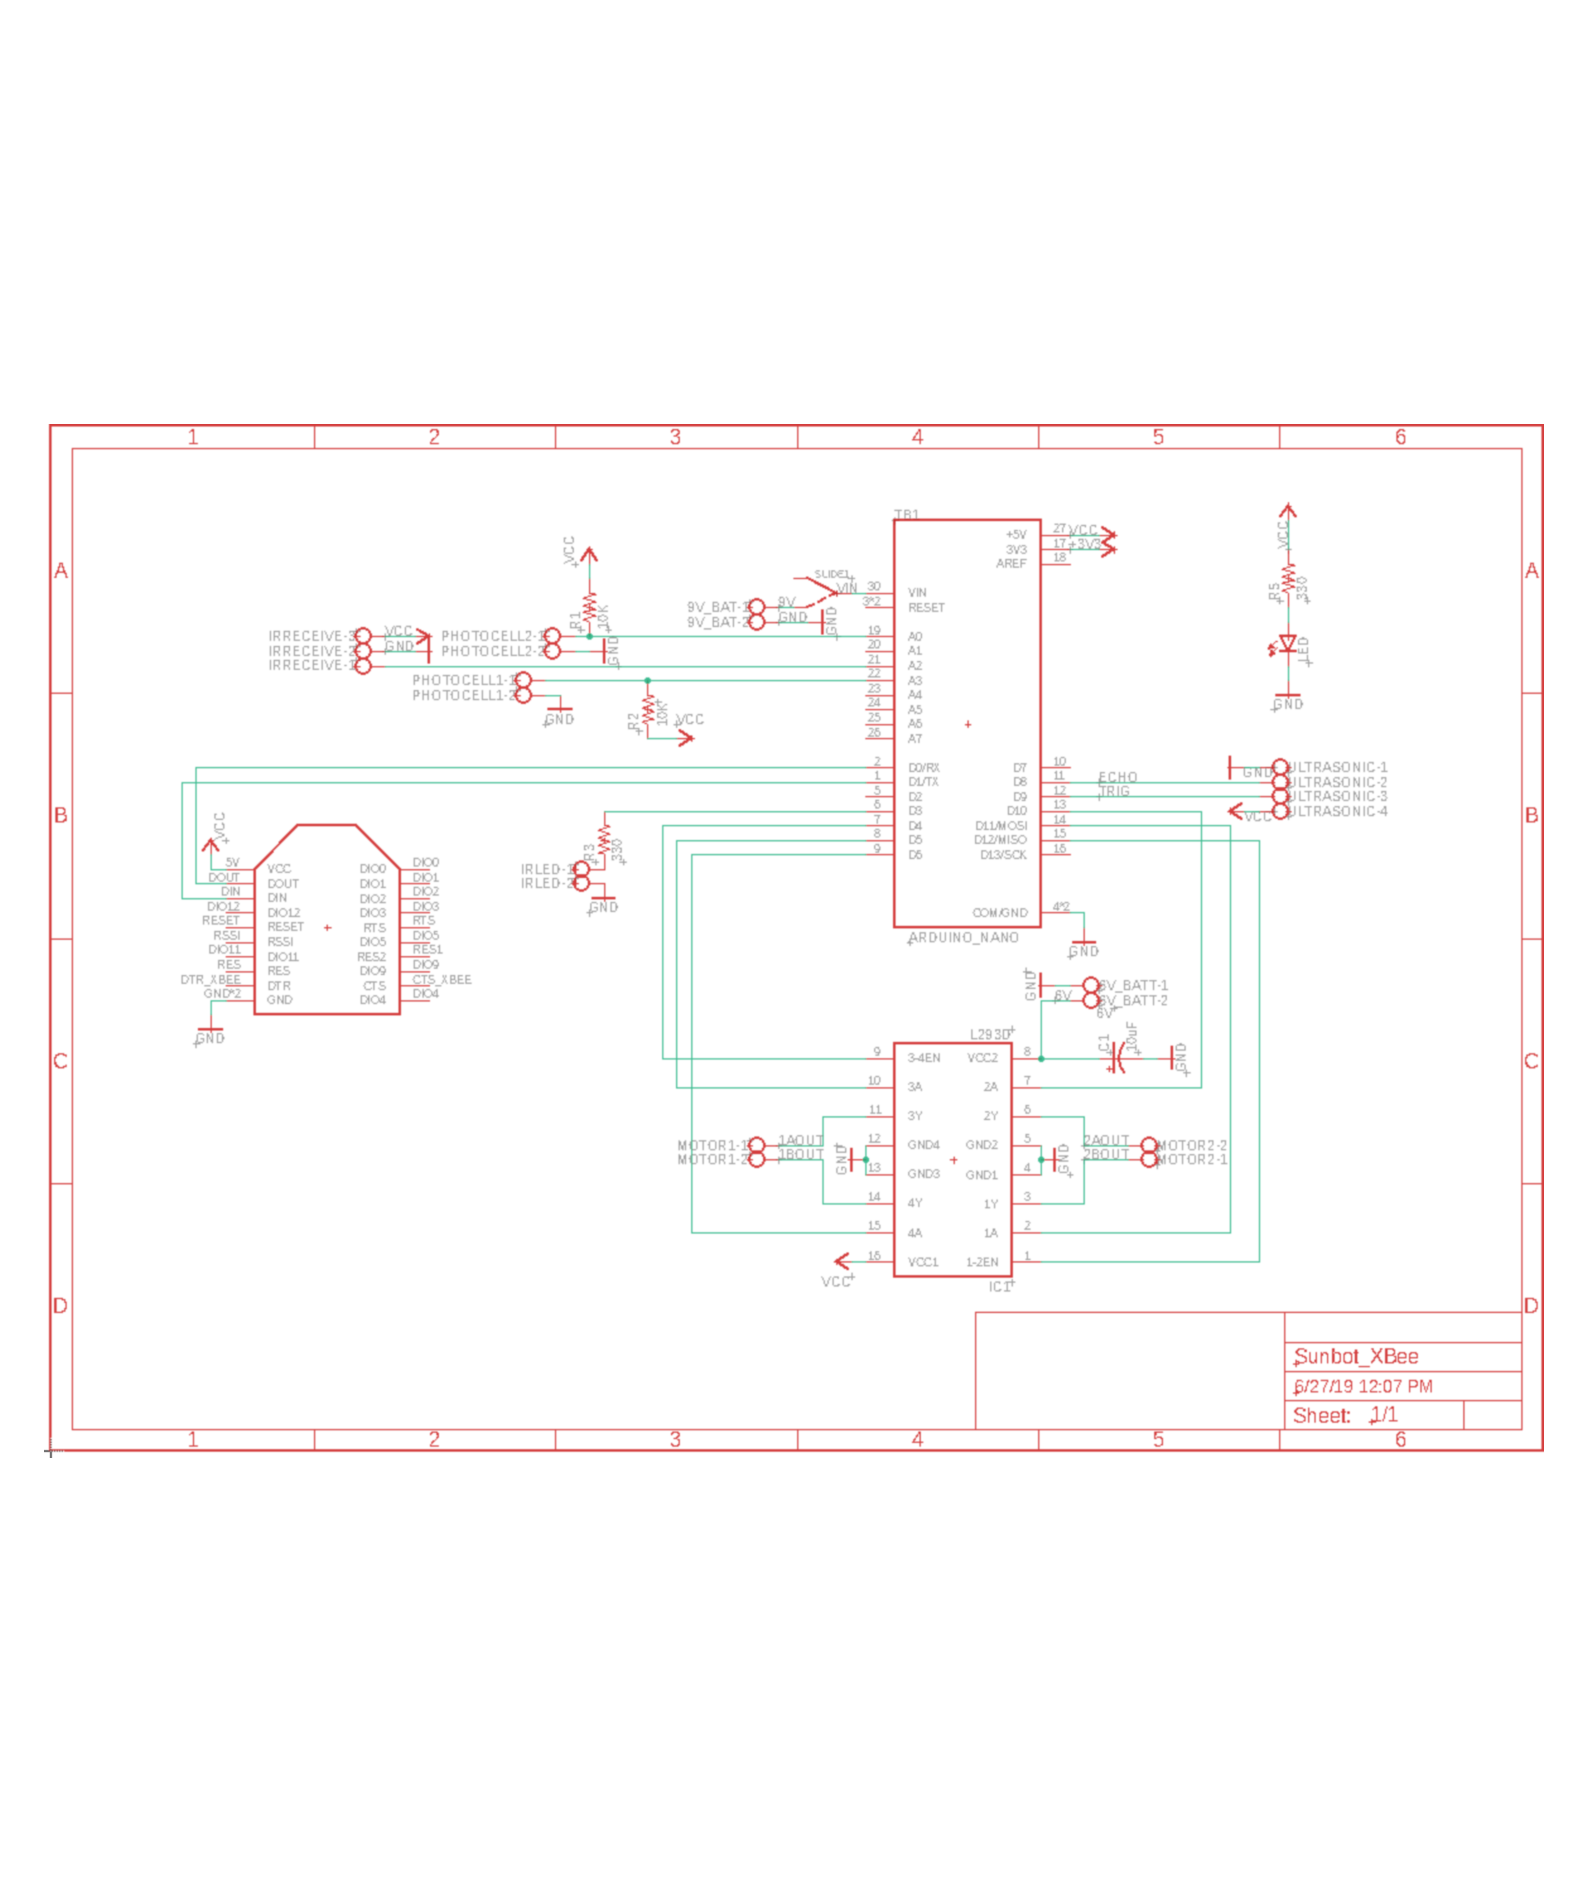 1 2 3 4 5 6
A A
B B
C C
D D
TB1
+5V 27 VCC
3V3 17 +3V3
AREF 18
VIN 30 VIN
RESET 3*2
A0 19
A1 20
A2 21
A3 22
A4 23
A5 24
A6 25
A7 26
D0/RX 2
D1/TX 1
D2 5
D3 6
D4 7
D5 8
D6 9
D7 10
D8 11 ECHO
D9 12 TRIG
D10 13
D11/MOSI 14
D12/MISO 15
D13/SCK 16
COM/GND 4*2
GND
ARDUINO_NANO
SLIDE1
9V_BAT-1 9V
9V_BAT-2 GND
GND
VCC
R1
10K
IRRECEIVE-3 VCC
IRRECEIVE-2 GND
IRRECEIVE-1
PHOTOCELL2-1
PHOTOCELL2-2
GND
PHOTOCELL1-1
PHOTOCELL1-2
GND
R2
10K
VCC
VCC
R5
330
LED
GND
GND ULTRASONIC-1
ULTRASONIC-2
ULTRASONIC-3
VCC ULTRASONIC-4
R3
330
IRLED-1
IRLED-2
GND
VCC
5V VCC DIO0 DIO0
DOUT DOUT DIO1 DIO1
DIN DIN DIO2 DIO2
DIO12 DIO12 DIO3 DIO3
RESET RESET RTS RTS
RSSI RSSI DIO5 DIO5
DIO11 DIO11 RES2 RES1
RES RES DIO9 DIO9
DTR_XBEE DTR CTS CTS_XBEE
GND*2 GND DIO4 DIO4
GND
GND
6V_BATT-1
6V 6V_BATT-2
6V
L293D
C1
10uF
GND
9 3-4EN VCC2 8
10 3A 2A 7
11 3Y 2Y 6
12 GND4 GND2 5
13 GND3 GND1 4
14 4Y 1Y 3
15 4A 1A 2
16 VCC1 1-2EN 1
IC1
MOTOR1-1 1AOUT
MOTOR1-2 1BOUT
GND
GND
2AOUT MOTOR2-2
2BOUT MOTOR2-1
VCC
Sunbot_XBee
6/27/19 12:07 PM
Sheet: 1/1
1 2 3 4 5 6